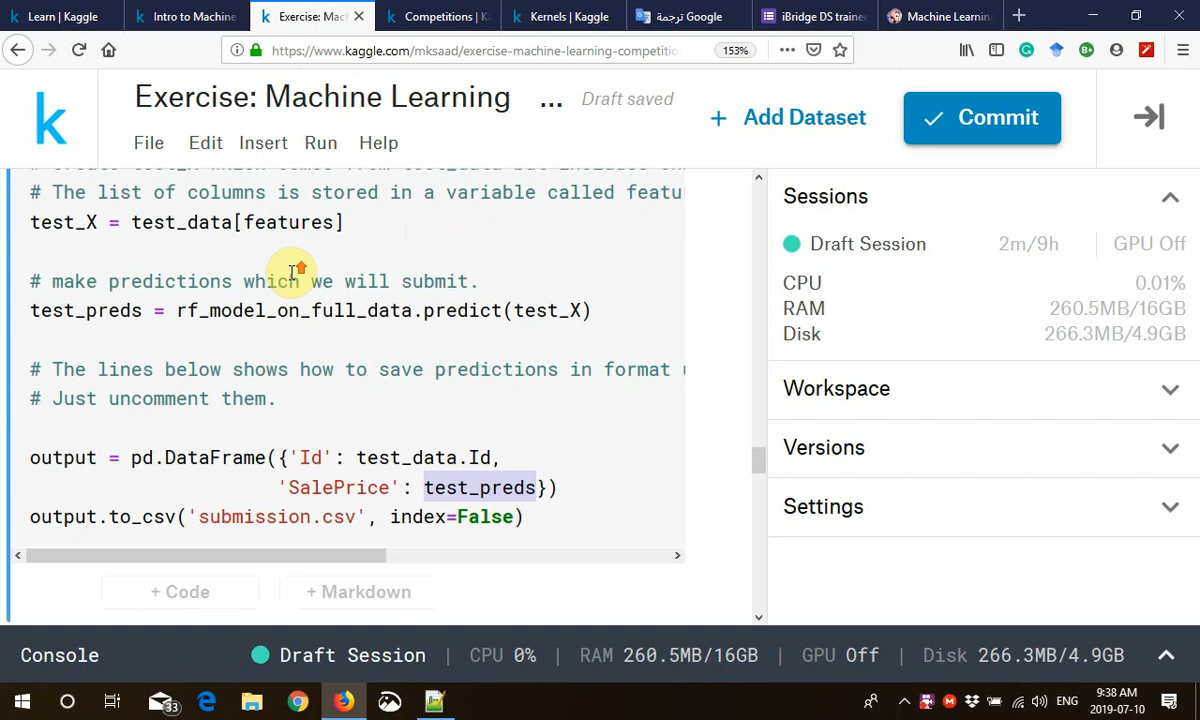 Learn | Kaggle
Intro to Machine
Exercise: Mac
Competitions | Ka
Kernels | Kaggle
ترجمة Google
iBridge DS traine
Machine Learnin
https://www.kaggle.com/mksaad/exercise-machine-learning-competitio
153%
Exercise: Machine Learning ...
Draft saved
+ Add Dataset
Commit
File Edit Insert Run Help
# The list of columns is stored in a variable called featu
test_X = test_data[features]
# make predictions which we will submit.
test_preds = rf_model_on_full_data.predict(test_X)
# The lines below shows how to save predictions in format
# Just uncomment them.
output = pd.DataFrame({'Id': test_data.Id,
'SalePrice': test_preds})
output.to_csv('submission.csv', index=False)
+ Code
+ Markdown
Sessions
Draft Session 2m/9h GPU Off
CPU 0.01%
RAM 260.5MB/16GB
Disk 266.3MB/4.9GB
Workspace
Versions
Settings
Console Draft Session | CPU 0% | RAM 260.5MB/16GB | GPU Off | Disk 266.3MB/4.9GB
33
ENG
9:38 AM
2019-07-10